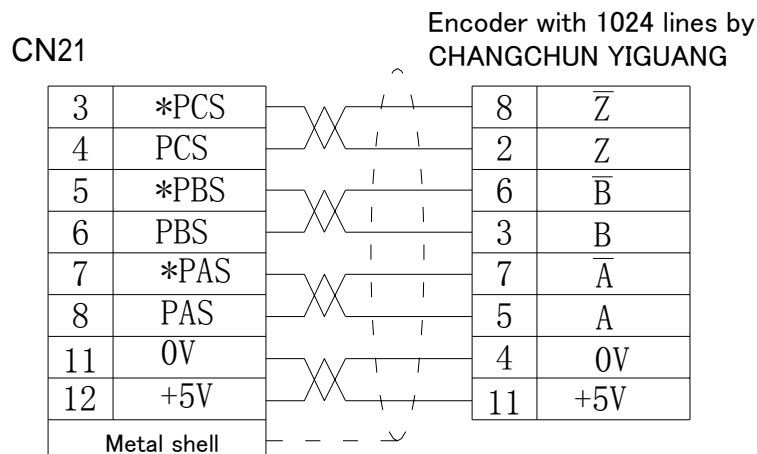 CN21
Encoder with 1024 lines by
CHANGCHUN YIGUANG
3 *PCS 8 Z̅
4 PCS 2 Z
5 *PBS 6 B̅
6 PBS 3 B
7 *PAS 7 A̅
8 PAS 5 A
11 0V 4 0V
12 +5V 11 +5V
Metal shell